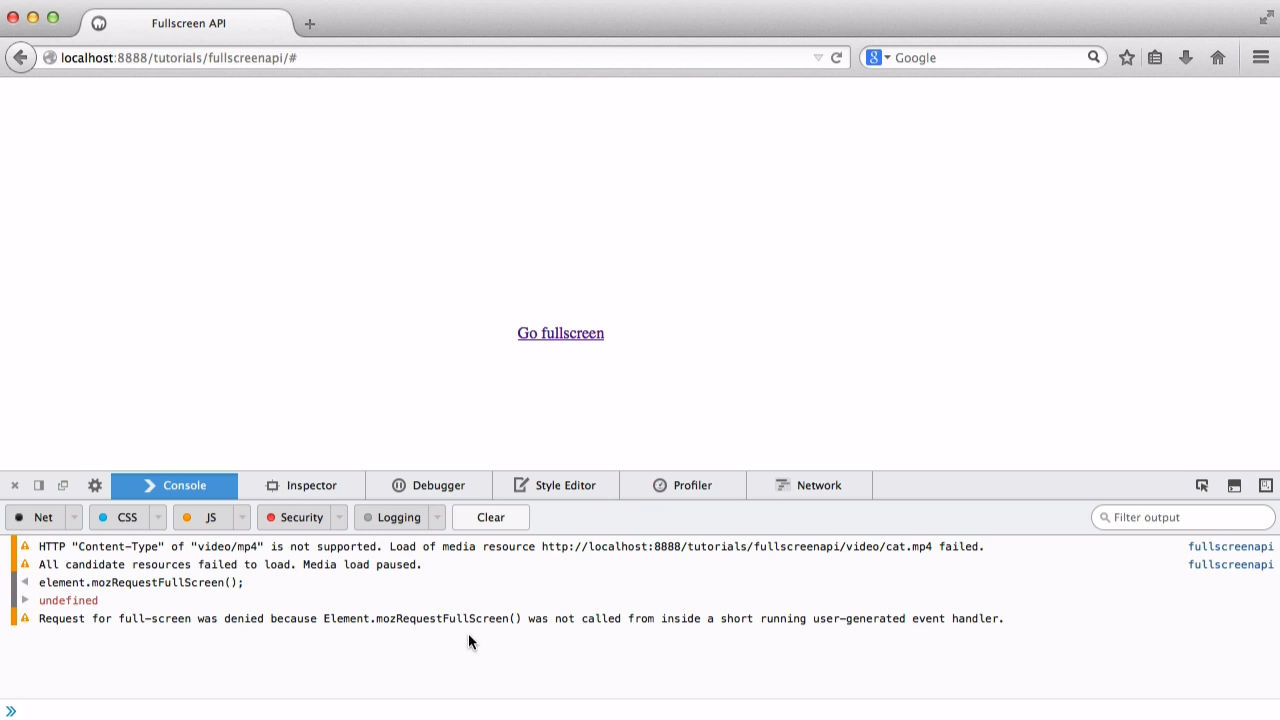 Fullscreen API
localhost:8888/tutorials/fullscreenapi/#
8 Google
Go fullscreen
Console Inspector Debugger Style Editor Profiler Network
Net CSS JS Security Logging Clear Filter output
HTTP "Content-Type" of "video/mp4" is not supported. Load of media resource http://localhost:8888/tutorials/fullscreenapi/video/cat.mp4 failed. fullscreenapi
All candidate resources failed to load. Media load paused. fullscreenapi
element.mozRequestFullScreen();
undefined
Request for full-screen was denied because Element.mozRequestFullScreen() was not called from inside a short running user-generated event handler.